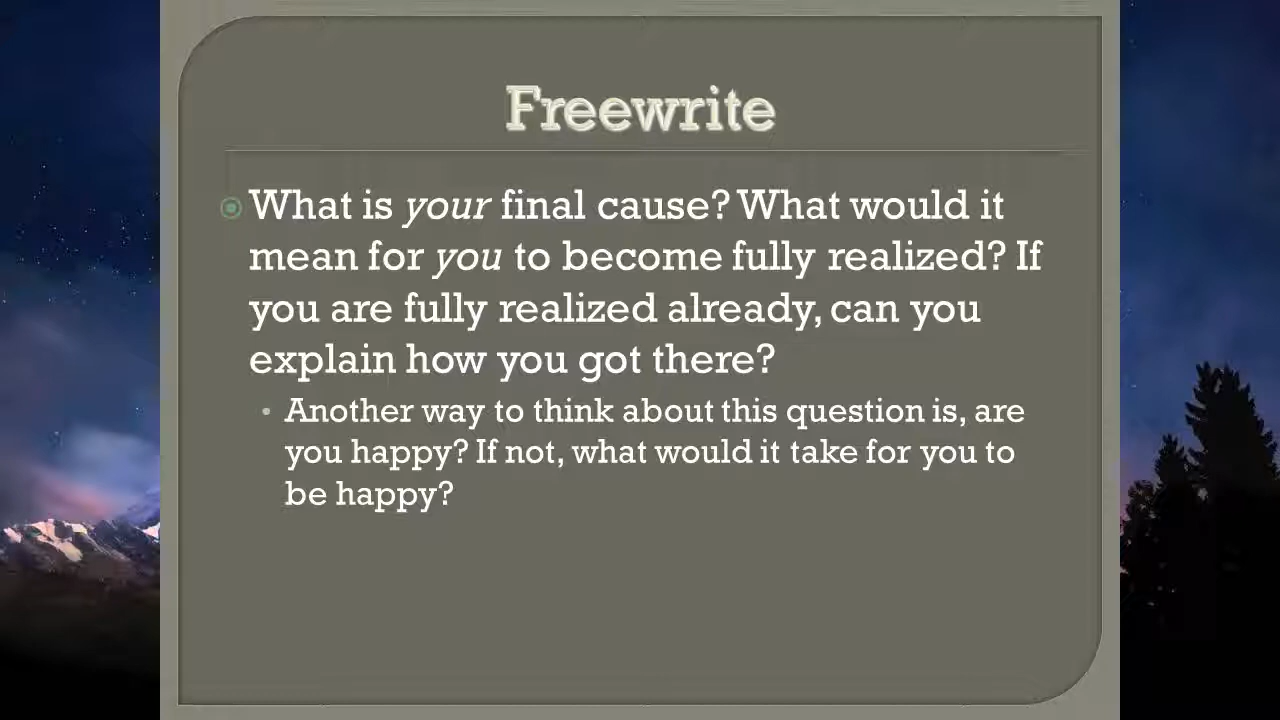 Freewrite
What is your final cause? What would it
mean for you to become fully realized? If
you are fully realized already, can you
explain how you got there?
Another way to think about this question is, are
you happy? If not, what would it take for you to
be happy?